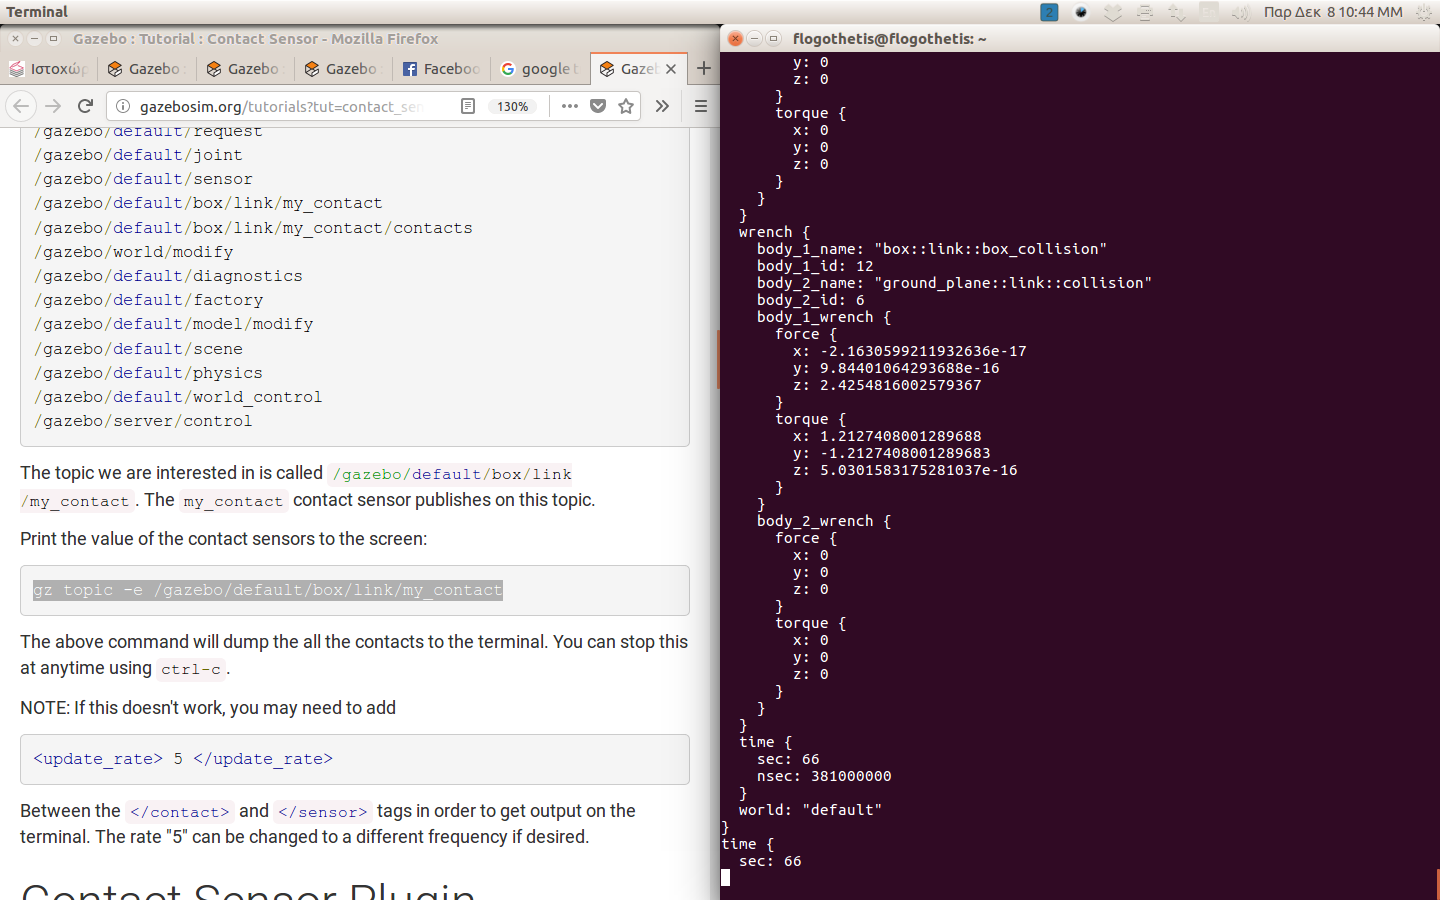 Terminal
2
Παρ Δεκ 8 10:44 ΜΜ
Gazebo : Tutorial : Contact Sensor - Mozilla Firefox
Ιστοχώρ
Gazebo
Gazebo
Gazebo
Faceboo
google t
Gazeb
gazebosim.org/tutorials?tut=contact_sen
130%
/gazebo/default/request
/gazebo/default/joint
/gazebo/default/sensor
/gazebo/default/box/link/my_contact
/gazebo/default/box/link/my_contact/contacts
/gazebo/world/modify
/gazebo/default/diagnostics
/gazebo/default/factory
/gazebo/default/model/modify
/gazebo/default/scene
/gazebo/default/physics
/gazebo/default/world_control
/gazebo/server/control
The topic we are interested in is called /gazebo/default/box/link
/my_contact. The my_contact contact sensor publishes on this topic.
Print the value of the contact sensors to the screen:
gz topic -e /gazebo/default/box/link/my_contact
The above command will dump the all the contacts to the terminal. You can stop this
at anytime using ctrl-c.
NOTE: If this doesn't work, you may need to add
<update_rate> 5 </update_rate>
Between the </contact> and </sensor> tags in order to get output on the
terminal. The rate "5" can be changed to a different frequency if desired.
Contact Sensor Plugin
flogothetis@flogothetis: ~
y: 0
z: 0
}
torque {
x: 0
y: 0
z: 0
}
}
}
wrench {
body_1_name: "box::link::box_collision"
body_1_id: 12
body_2_name: "ground_plane::link::collision"
body_2_id: 6
body_1_wrench {
force {
x: -2.1630599211932636e-17
y: 9.84401064293688e-16
z: 2.4254816002579367
}
torque {
x: 1.2127408001289688
y: -1.2127408001289683
z: 5.0301583175281037e-16
}
}
body_2_wrench {
force {
x: 0
y: 0
z: 0
}
torque {
x: 0
y: 0
z: 0
}
}
}
time {
sec: 66
nsec: 381000000
}
world: "default"
}
time {
sec: 66